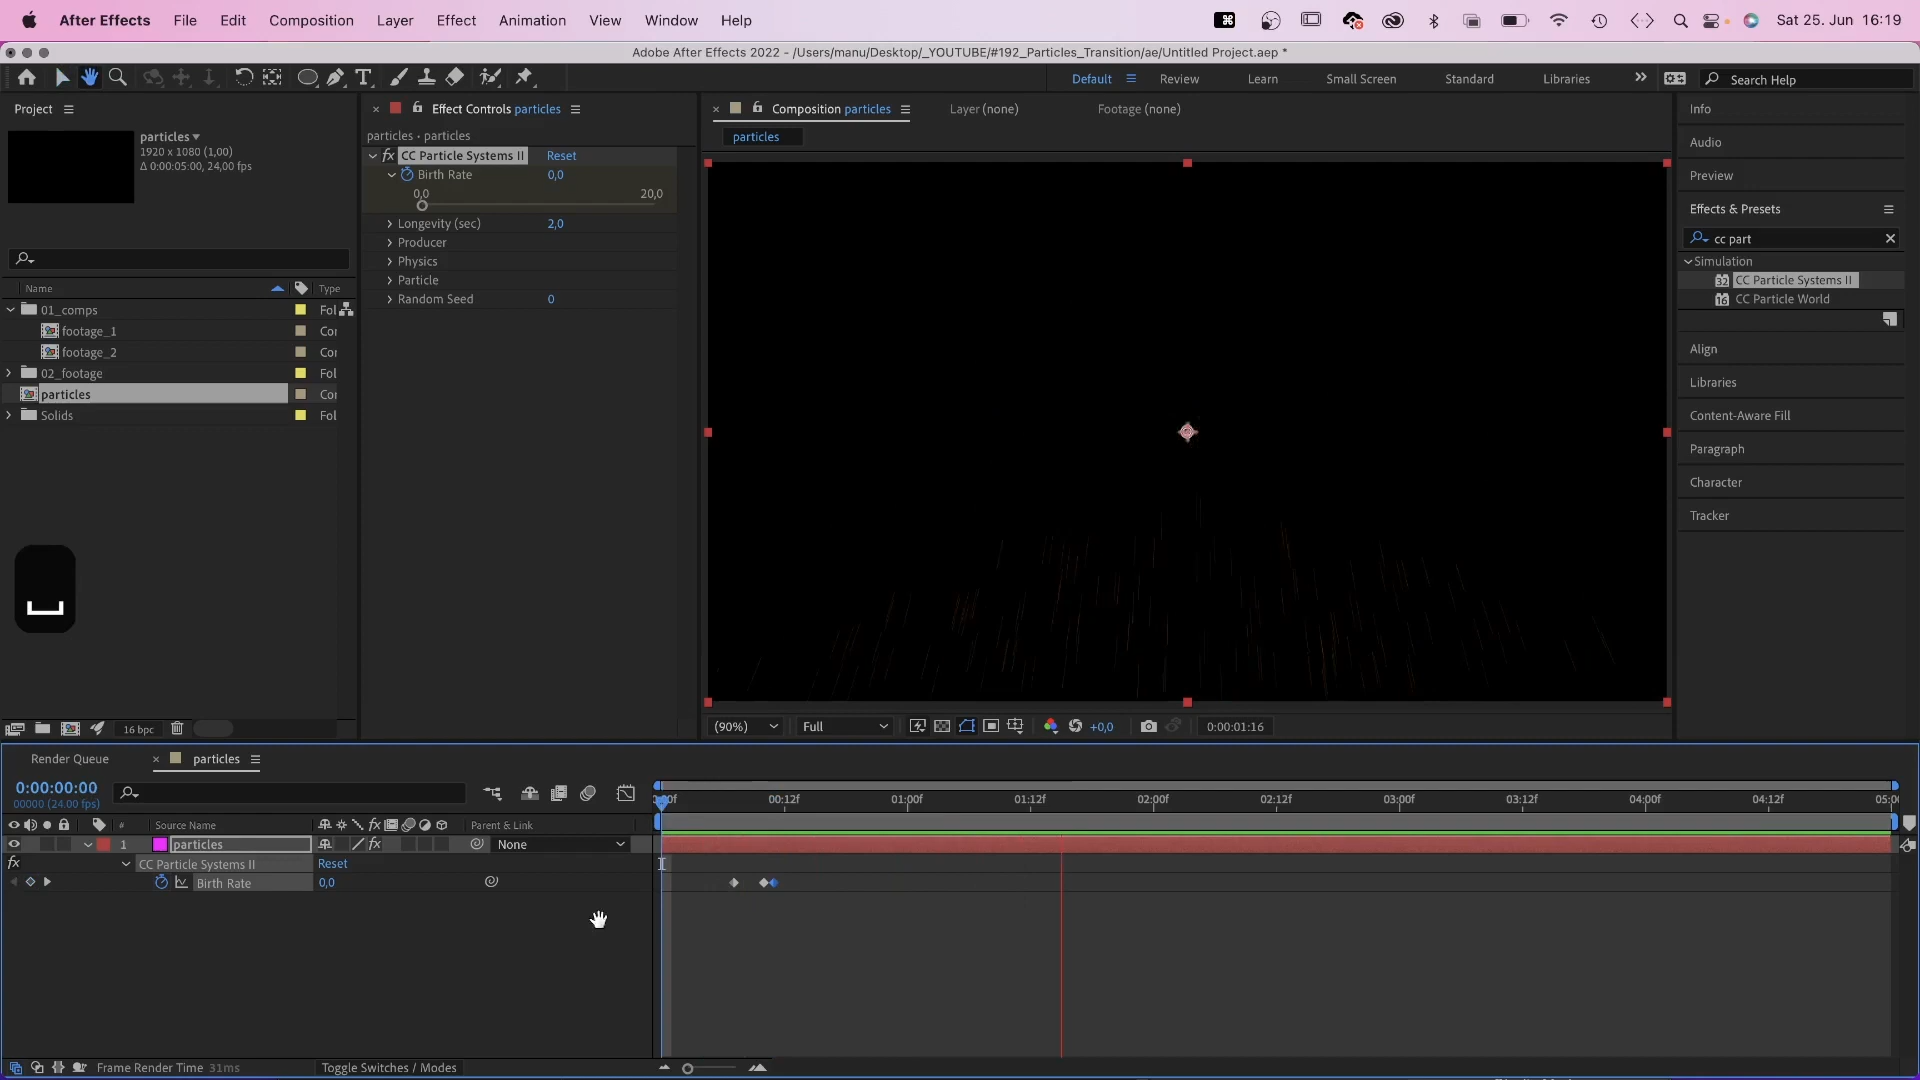 After Effects File Edit Composition Layer Effect Animation View Window Help Sat 25. Jun 16:19
Adobe After Effects 2022 - /Users/manu/Desktop/_YOUTUBE/#192_Particles_Transition/ae/Untitled Project.aep *
Default Review Learn Small Screen Standard Libraries Search Help
Project
particles
1920 x 1080 (1,00)
Δ 0:00:05:00, 24,00 fps
Name Type
01_comps Fol
footage_1 Cor
footage_2 Cor
02_footage Fol
particles Cor
Solids Fol
16 bpc
Effect Controls particles
particles • particles
fx CC Particle Systems II Reset
Birth Rate 0,0
0,0 20,0
Longevity (sec) 2,0
Producer
Physics
Particle
Random Seed 0
Composition particles Layer (none) Footage (none)
particles
(90%) Full +0,0 0:00:01:16
Info
Audio
Preview
Effects & Presets
cc part
Simulation
32 CC Particle Systems II
16 CC Particle World
Align
Libraries
Content-Aware Fill
Paragraph
Character
Tracker
Render Queue particles
0:00:00:00
00000 (24.00 fps)
00:12f 01:00f 01:12f 02:00f 02:12f 03:00f 03:12f 04:00f 04:12f
# Source Name fx Parent & Link
1 particles fx None
fx CC Particle Systems II Reset
Birth Rate 0,0
Frame Render Time 31ms Toggle Switches / Modes